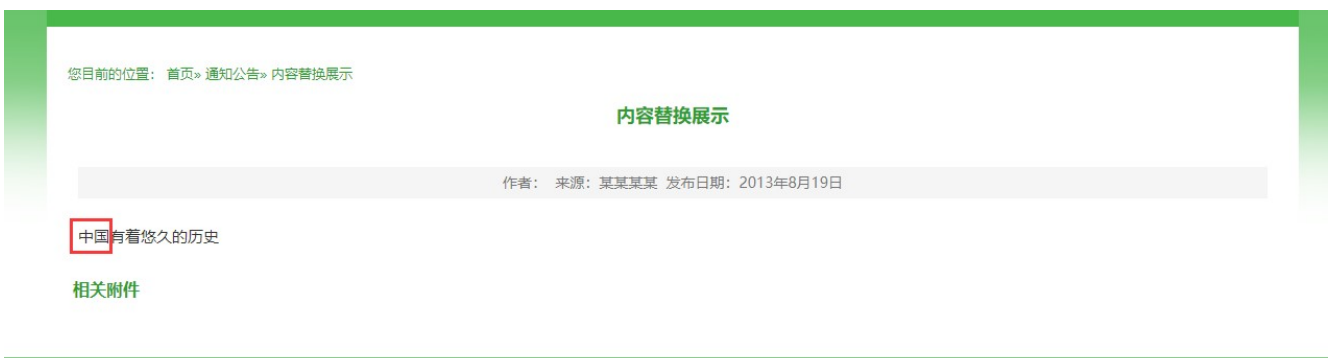 您目前的位置： 首页» 通知公告» 内容替换展示
内容替换展示
作者： 来源：某某某某 发布日期：2013年8月19日
中国有着悠久的历史
相关附件